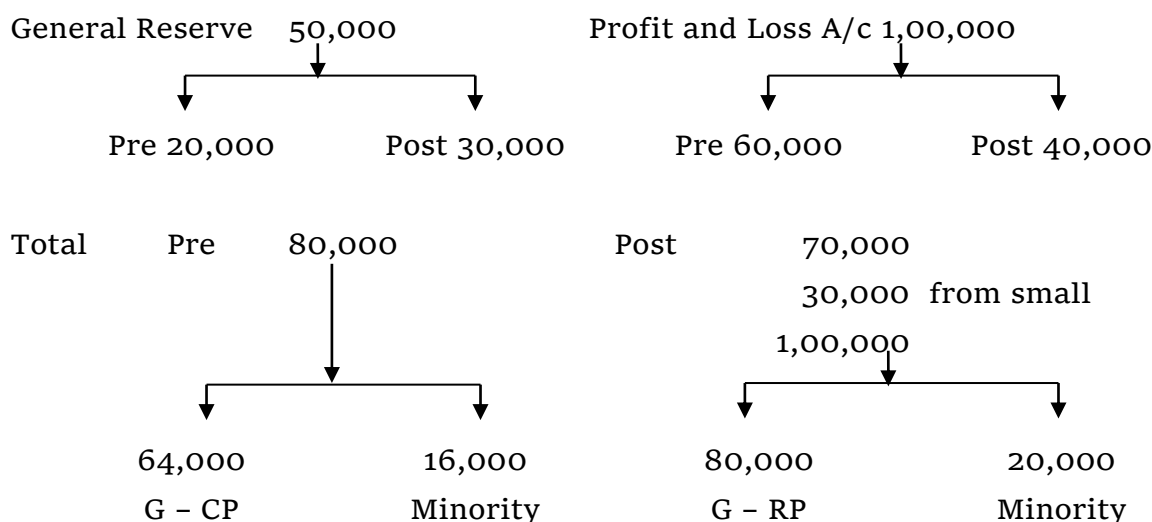 General Reserve 50,000 Profit and Loss A/c 1,00,000
Pre 20,000 Post 30,000 Pre 60,000 Post 40,000
Total Pre 80,000 Post 70,000
30,000 from small
1,00,000
64,000 16,000 80,000 20,000
G – CP Minority G – RP Minority